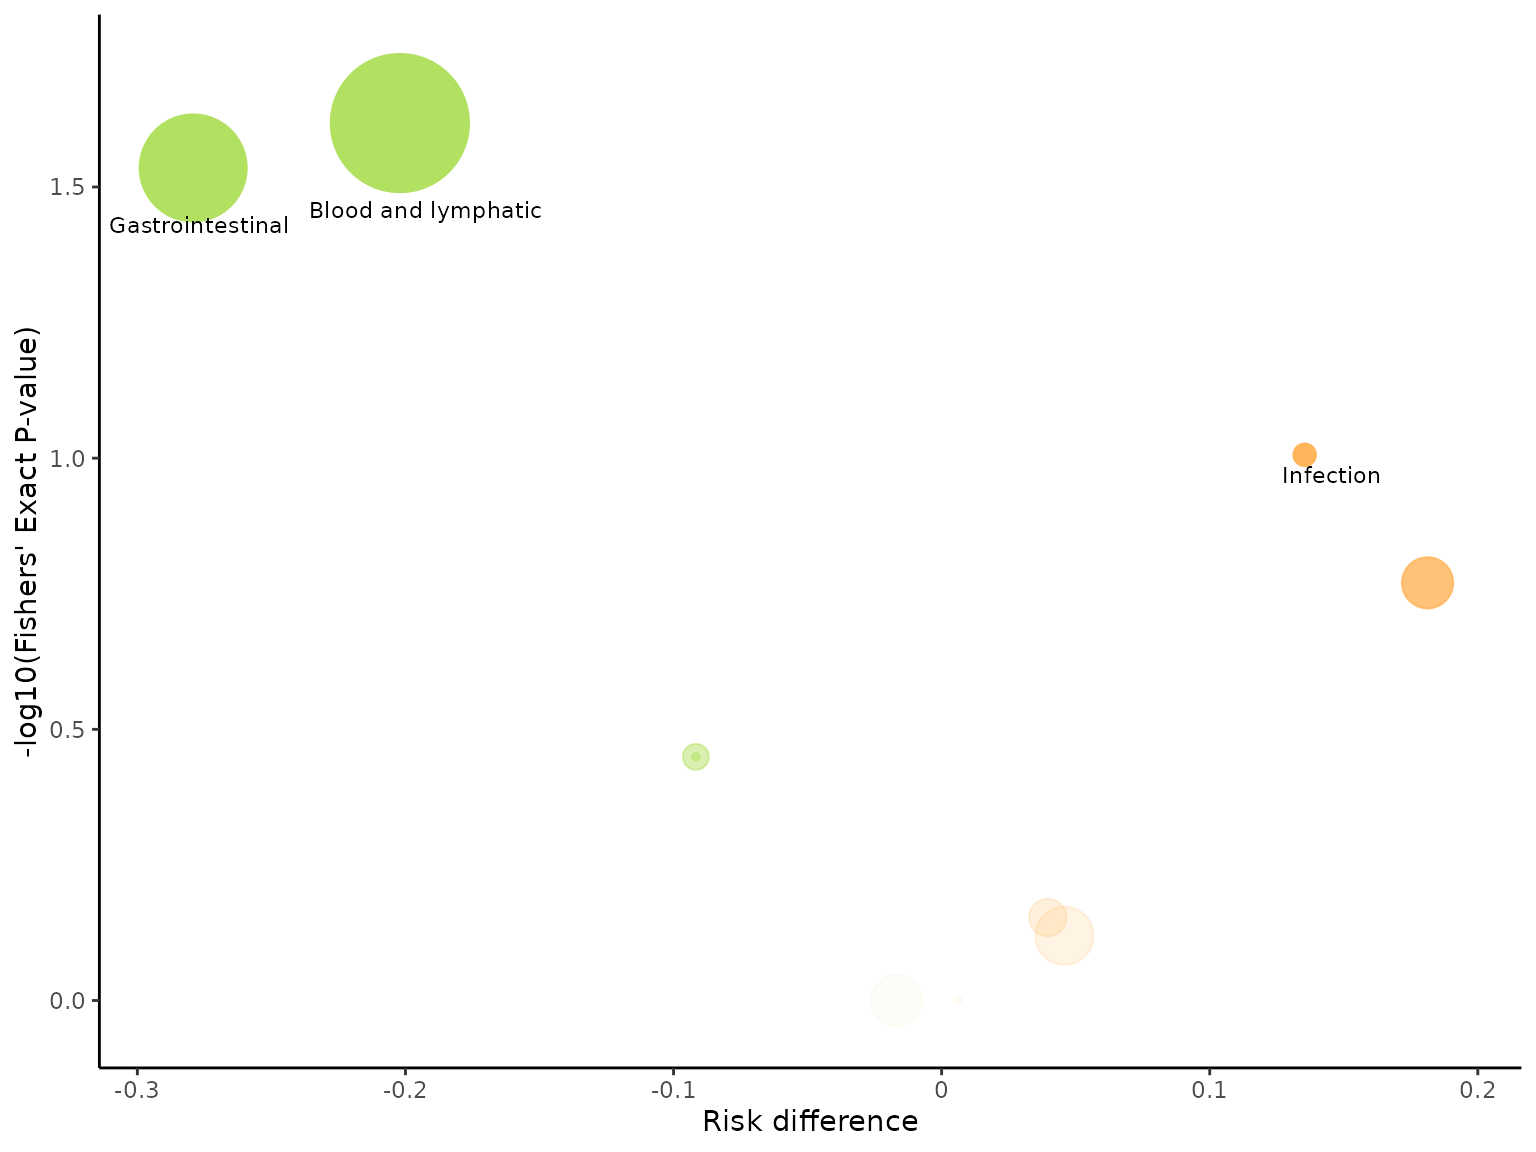 Blood and lymphatic
Gastrointestinal
Infection
-log10(Fishers' Exact P-value)
1.5
1.0
0.5
0.0
-0.3
-0.2
-0.1
0
0.1
0.2
Risk difference